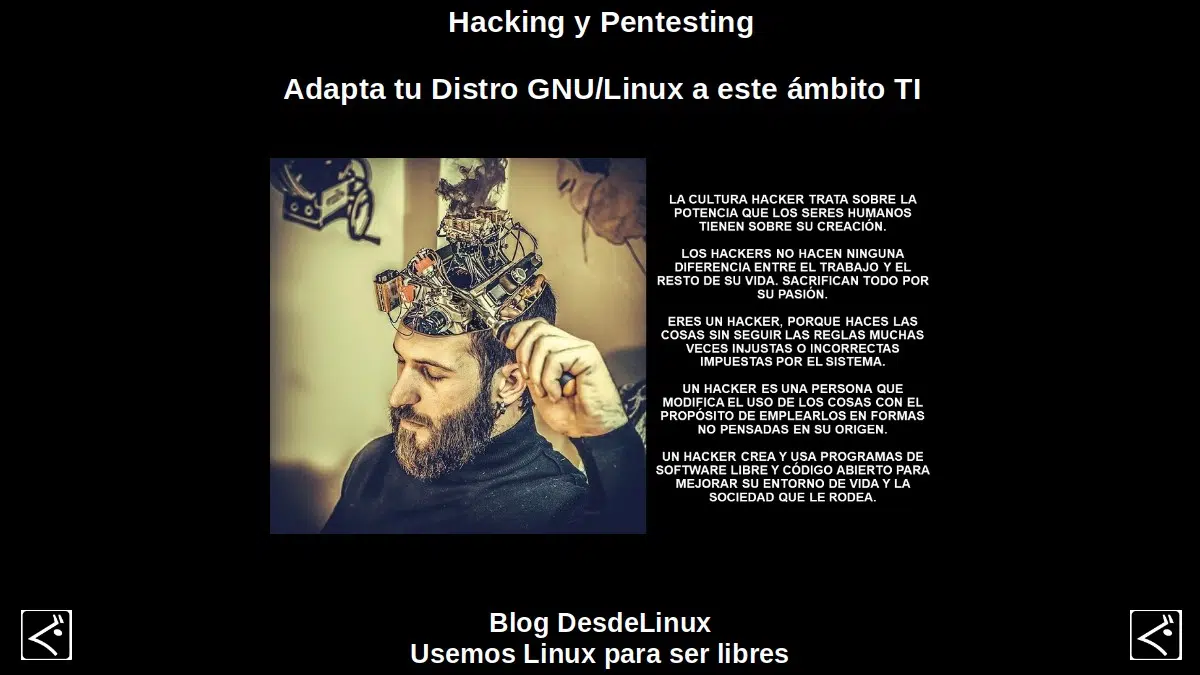 Hacking y Pentesting
Adapta tu Distro GNU/Linux a este ámbito TI
LA CULTURA HACKER TRATA SOBRE LA
POTENCIA QUE LOS SERES HUMANOS
TIENEN SOBRE SU CREACIÓN.
LOS HACKERS NO HACEN NINGUNA
DIFERENCIA ENTRE EL TRABAJO Y EL
RESTO DE SU VIDA. SACRIFICAN TODO POR
SU PASIÓN.
ERES UN HACKER, PORQUE HACES LAS
COSAS SIN SEGUIR LAS REGLAS MUCHAS
VECES INJUSTAS O INCORRECTAS
IMPUESTAS POR EL SISTEMA.
UN HACKER ES UNA PERSONA QUE
MODIFICA EL USO DE LOS COSAS CON EL
PROPÓSITO DE EMPLEARLOS EN FORMAS
NO PENSADAS EN SU ORIGEN.
UN HACKER CREA Y USA PROGRAMAS DE
SOFTWARE LIBRE Y CÓDIGO ABIERTO PARA
MEJORAR SU ENTORNO DE VIDA Y LA
SOCIEDAD QUE LE RODEA.
Blog DesdeLinux
Usemos Linux para ser libres